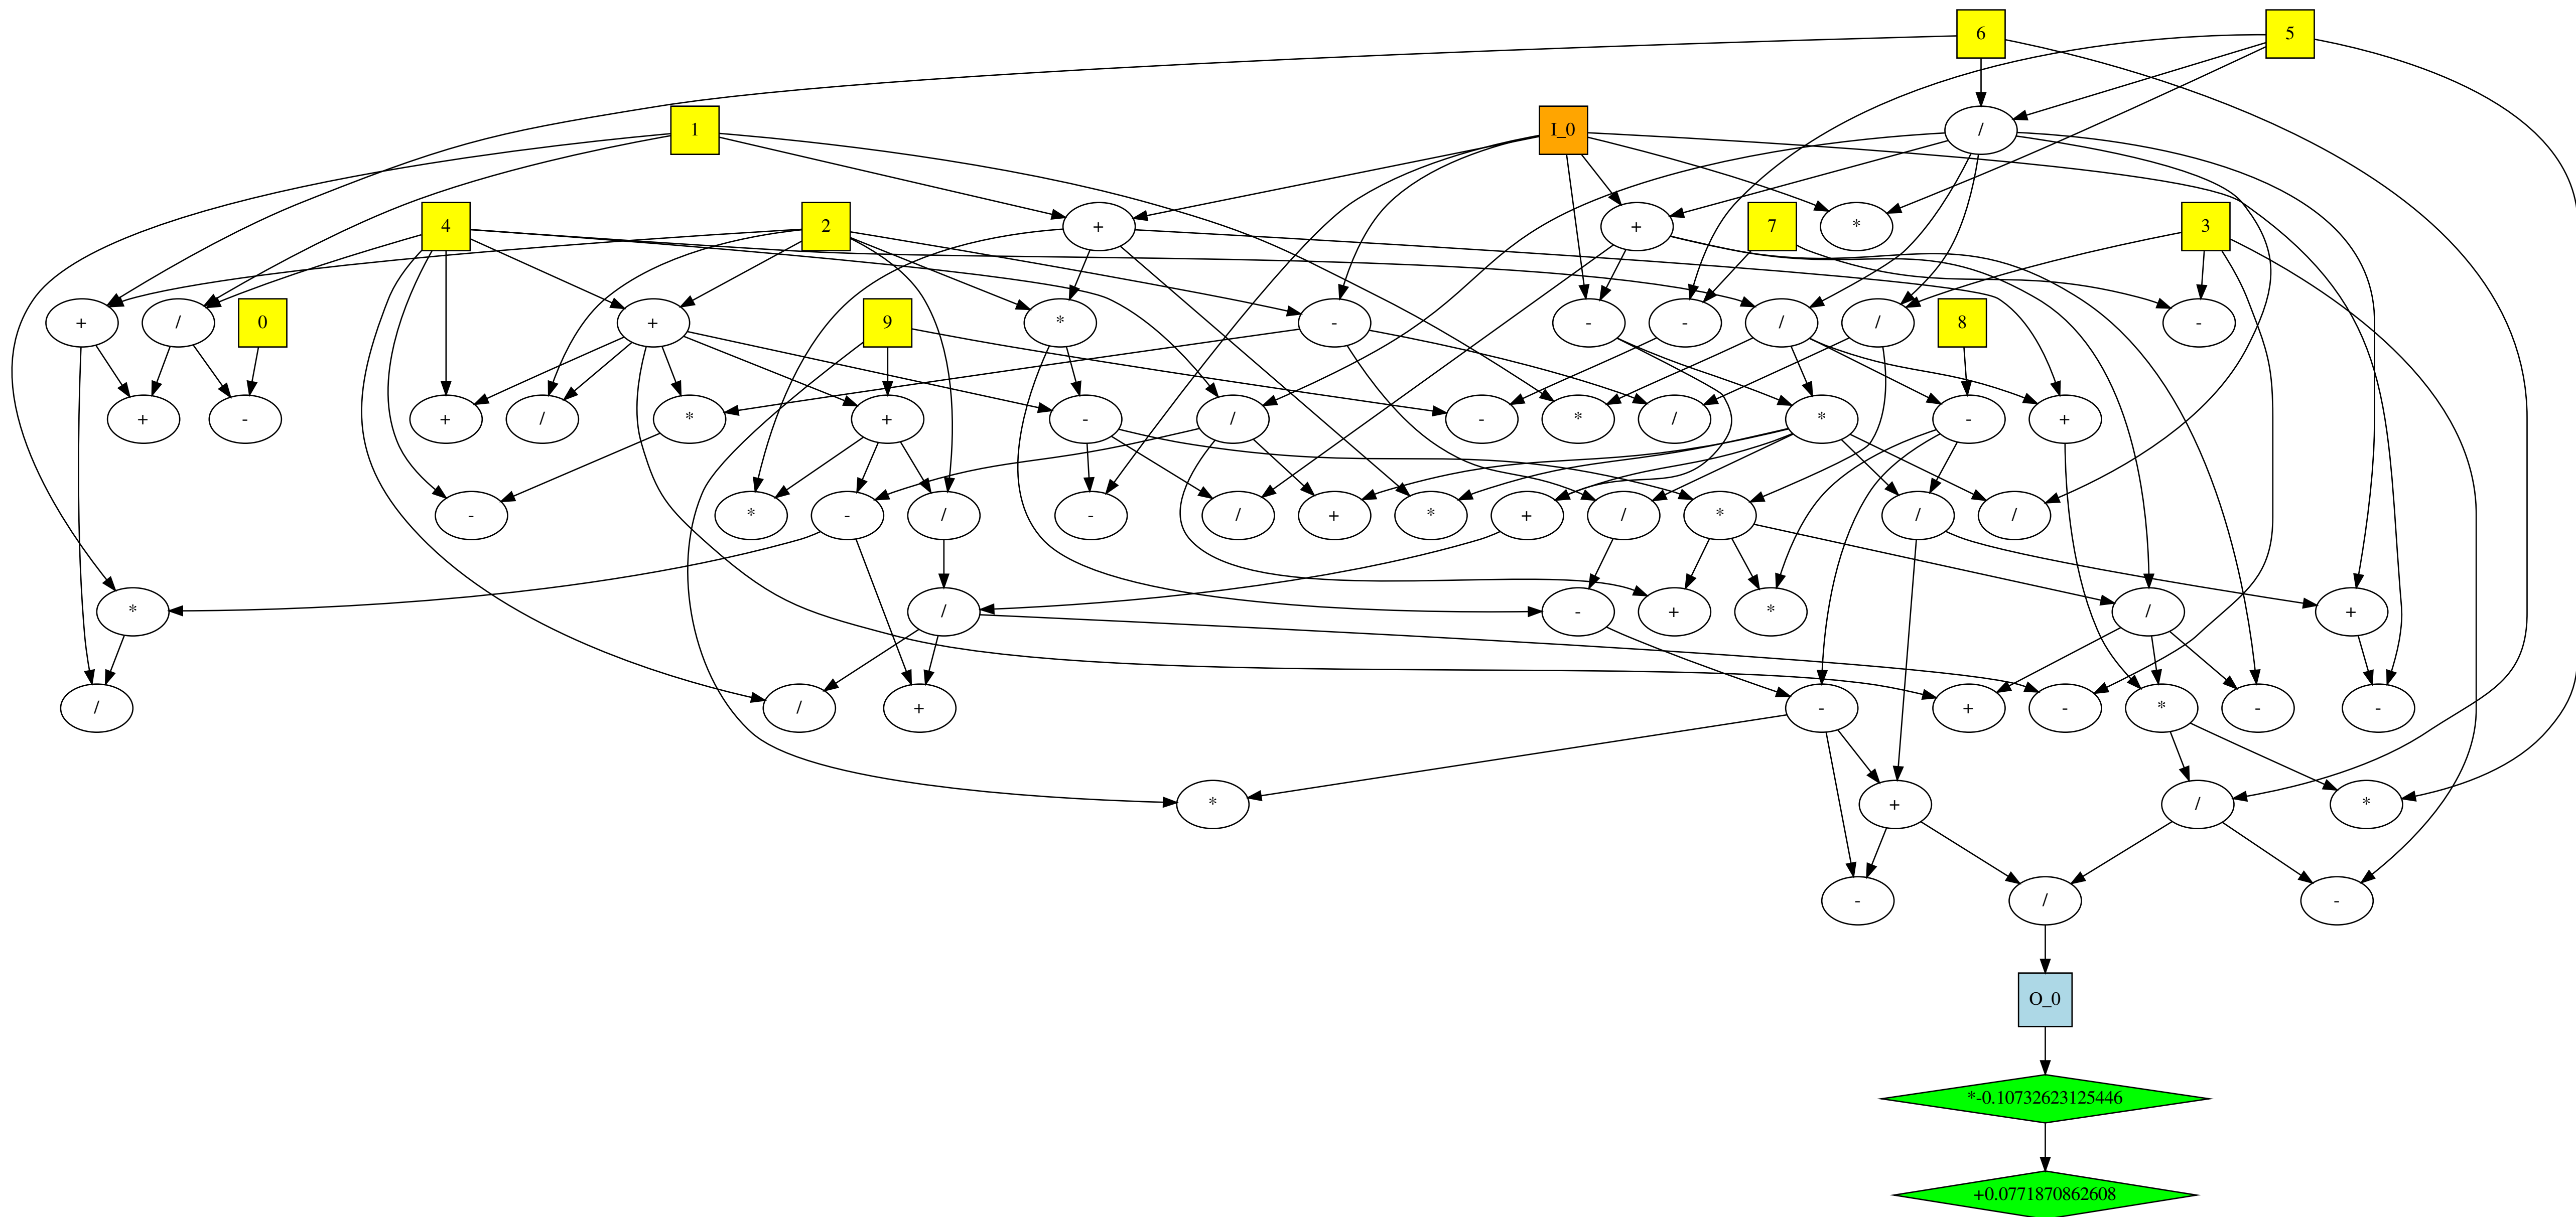 6 5
1 I_0 /
4 2 + + 7 * 3
+ / 0 + 9 * - - - / / 8 -
+ - + / * + - / - * / * - +
- * - / - / + * + / * / /
* / - + * / +
/ / + - + - * - -
* + / *
- / -
O_0
*-0.10732623125446
+0.0771870862608